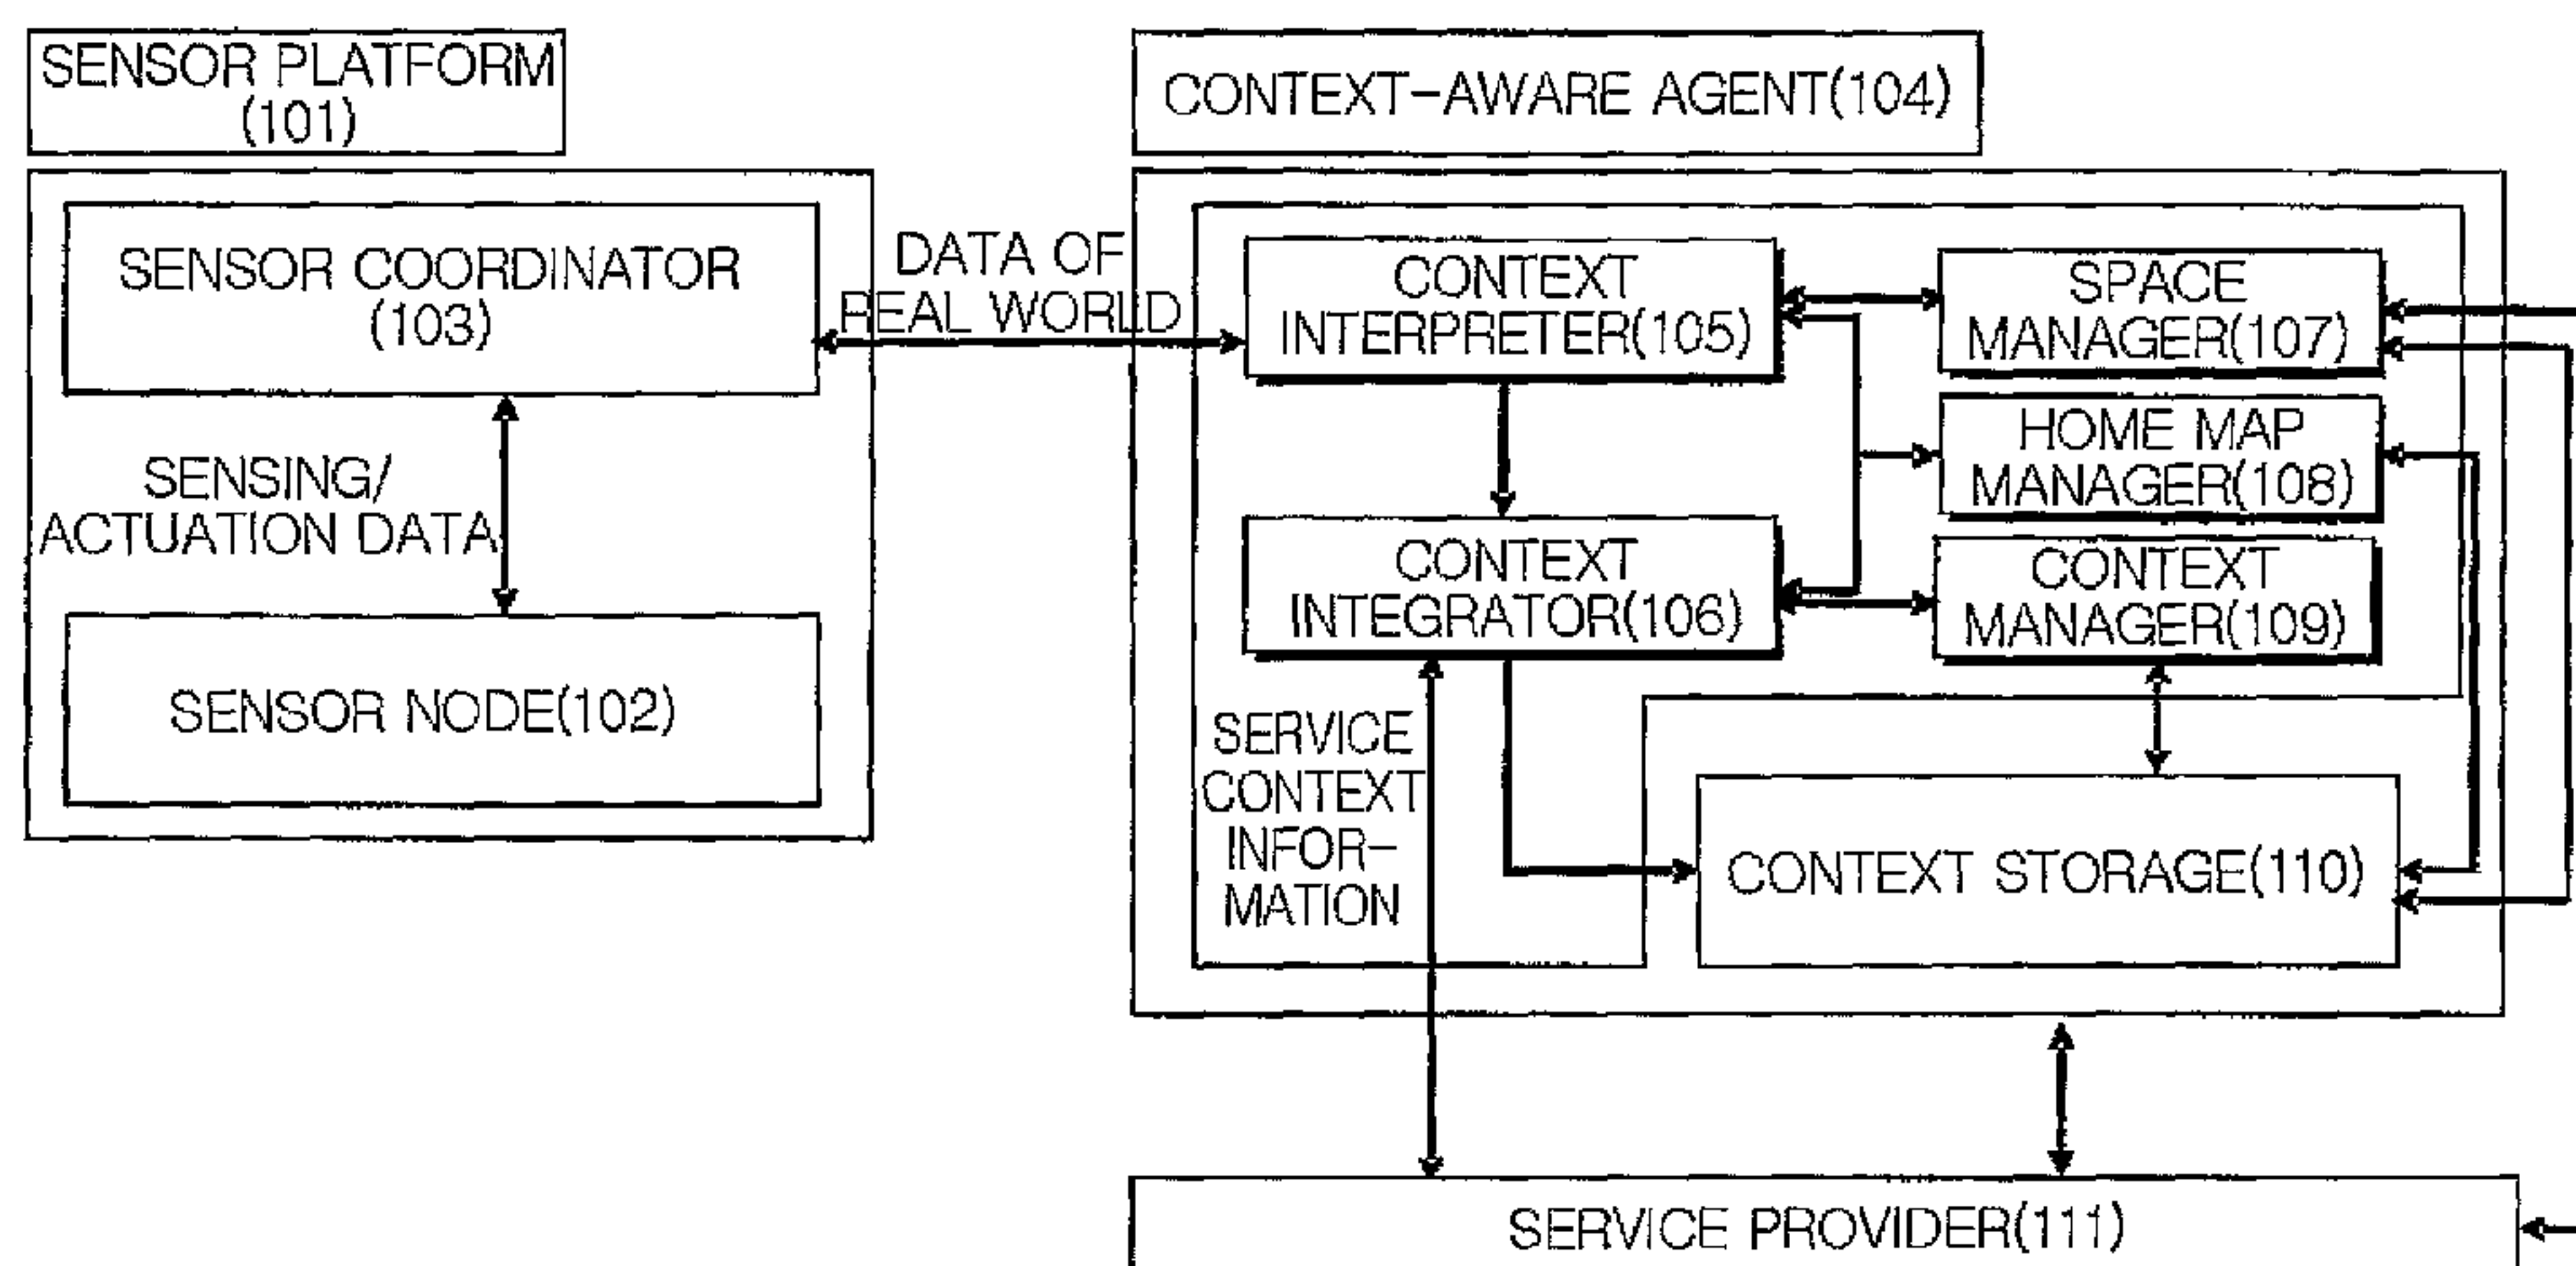 SENSOR PLATFORM
(101)
CONTEXT-AWARE AGENT(104)
SENSOR COORDINATOR
(103)
SENSING/
ACTUATION DATA
SENSOR NODE(102)
DATA OF
REAL WORLD
CONTEXT
INTERPRETER(105)
SPACE
MANAGER(107)
HOME MAP
MANAGER(108)
CONTEXT
INTEGRATOR(106)
CONTEXT
MANAGER(109)
SERVICE
CONTEXT
INFOR-
MATION
CONTEXT STORAGE(110)
SERVICE PROVIDER(111)